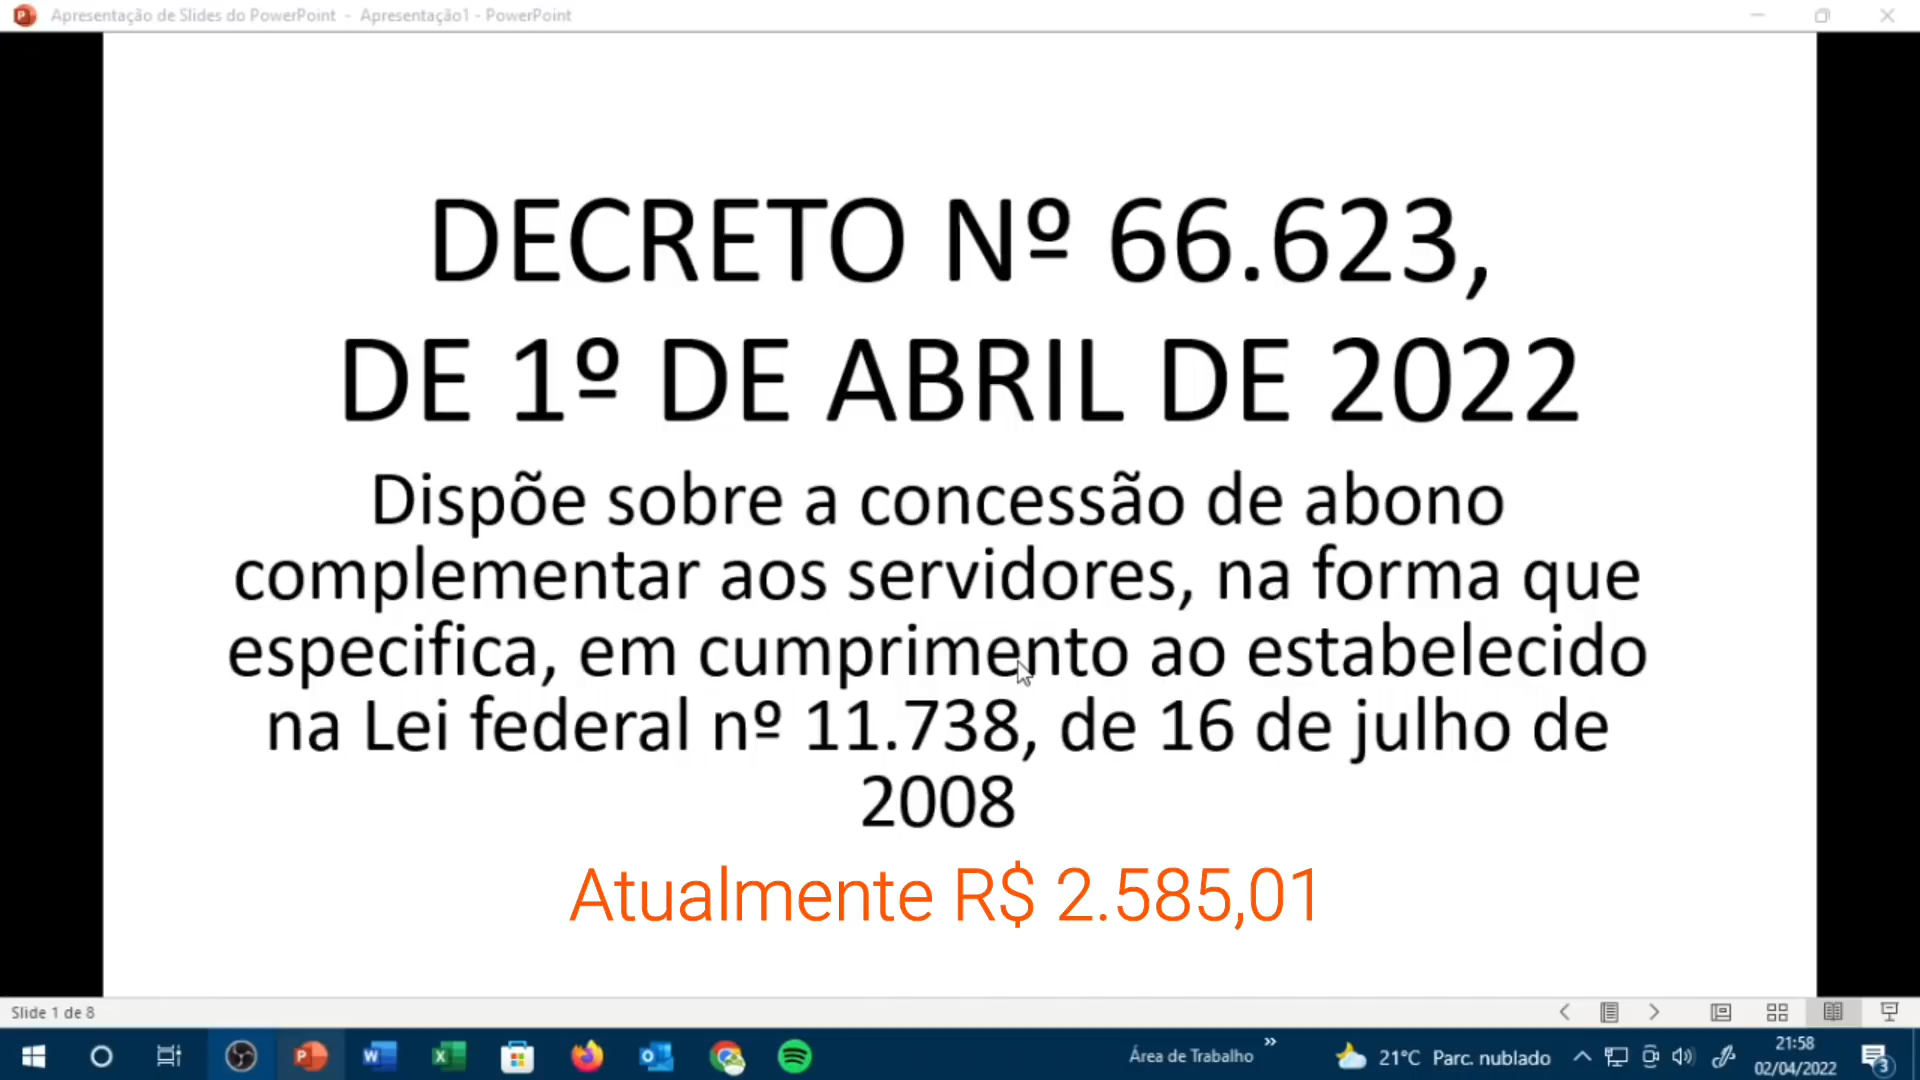 Apresentação de Slides do PowerPoint - Apresentação1 - PowerPoint
DECRETO Nº 66.623,
DE 1º DE ABRIL DE 2022
Dispõe sobre a concessão de abono
complementar aos servidores, na forma que
especifica, em cumprimento ao estabelecido
na Lei federal nº 11.738, de 16 de julho de
2008
Atualmente R$ 2.585,01
Slide 1 de 8
Área de Trabalho
21°C Parc. nublado
21:58
02/04/2022
3